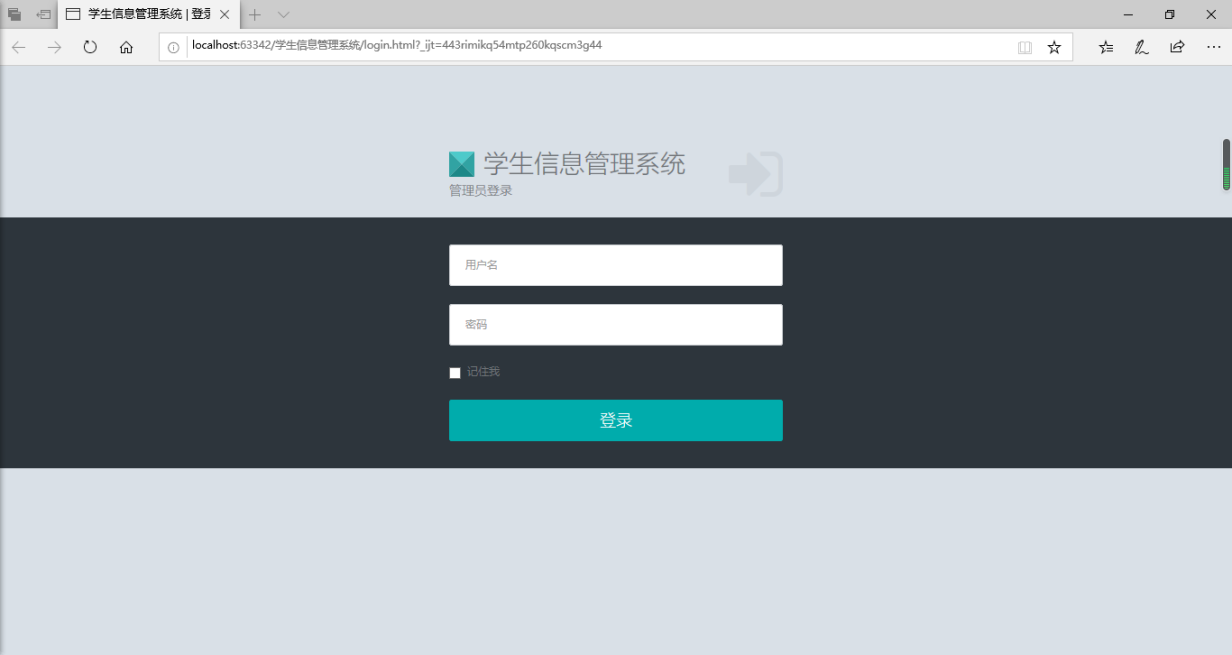 学生信息管理系统 | 登录
localhost:63342/学生信息管理系统/login.html?_ijt=443rimikq54mtp260kqscm3g44
学生信息管理系统
管理员登录
用户名
密码
记住我
登录